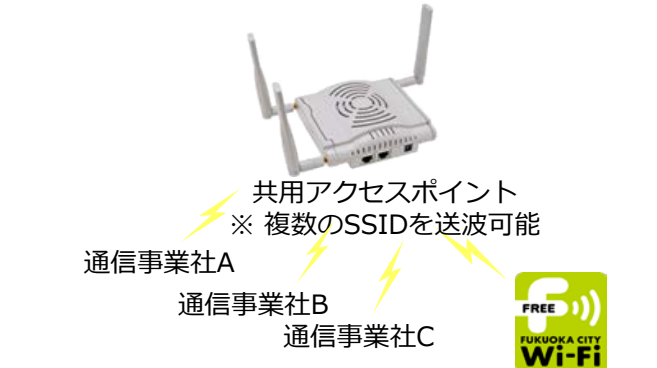 共用アクセスポイント
※ 複数のSSIDを送波可能
通信事業社A
通信事業社B
通信事業社C
FREE
FUKUOKA CITY
Wi-Fi